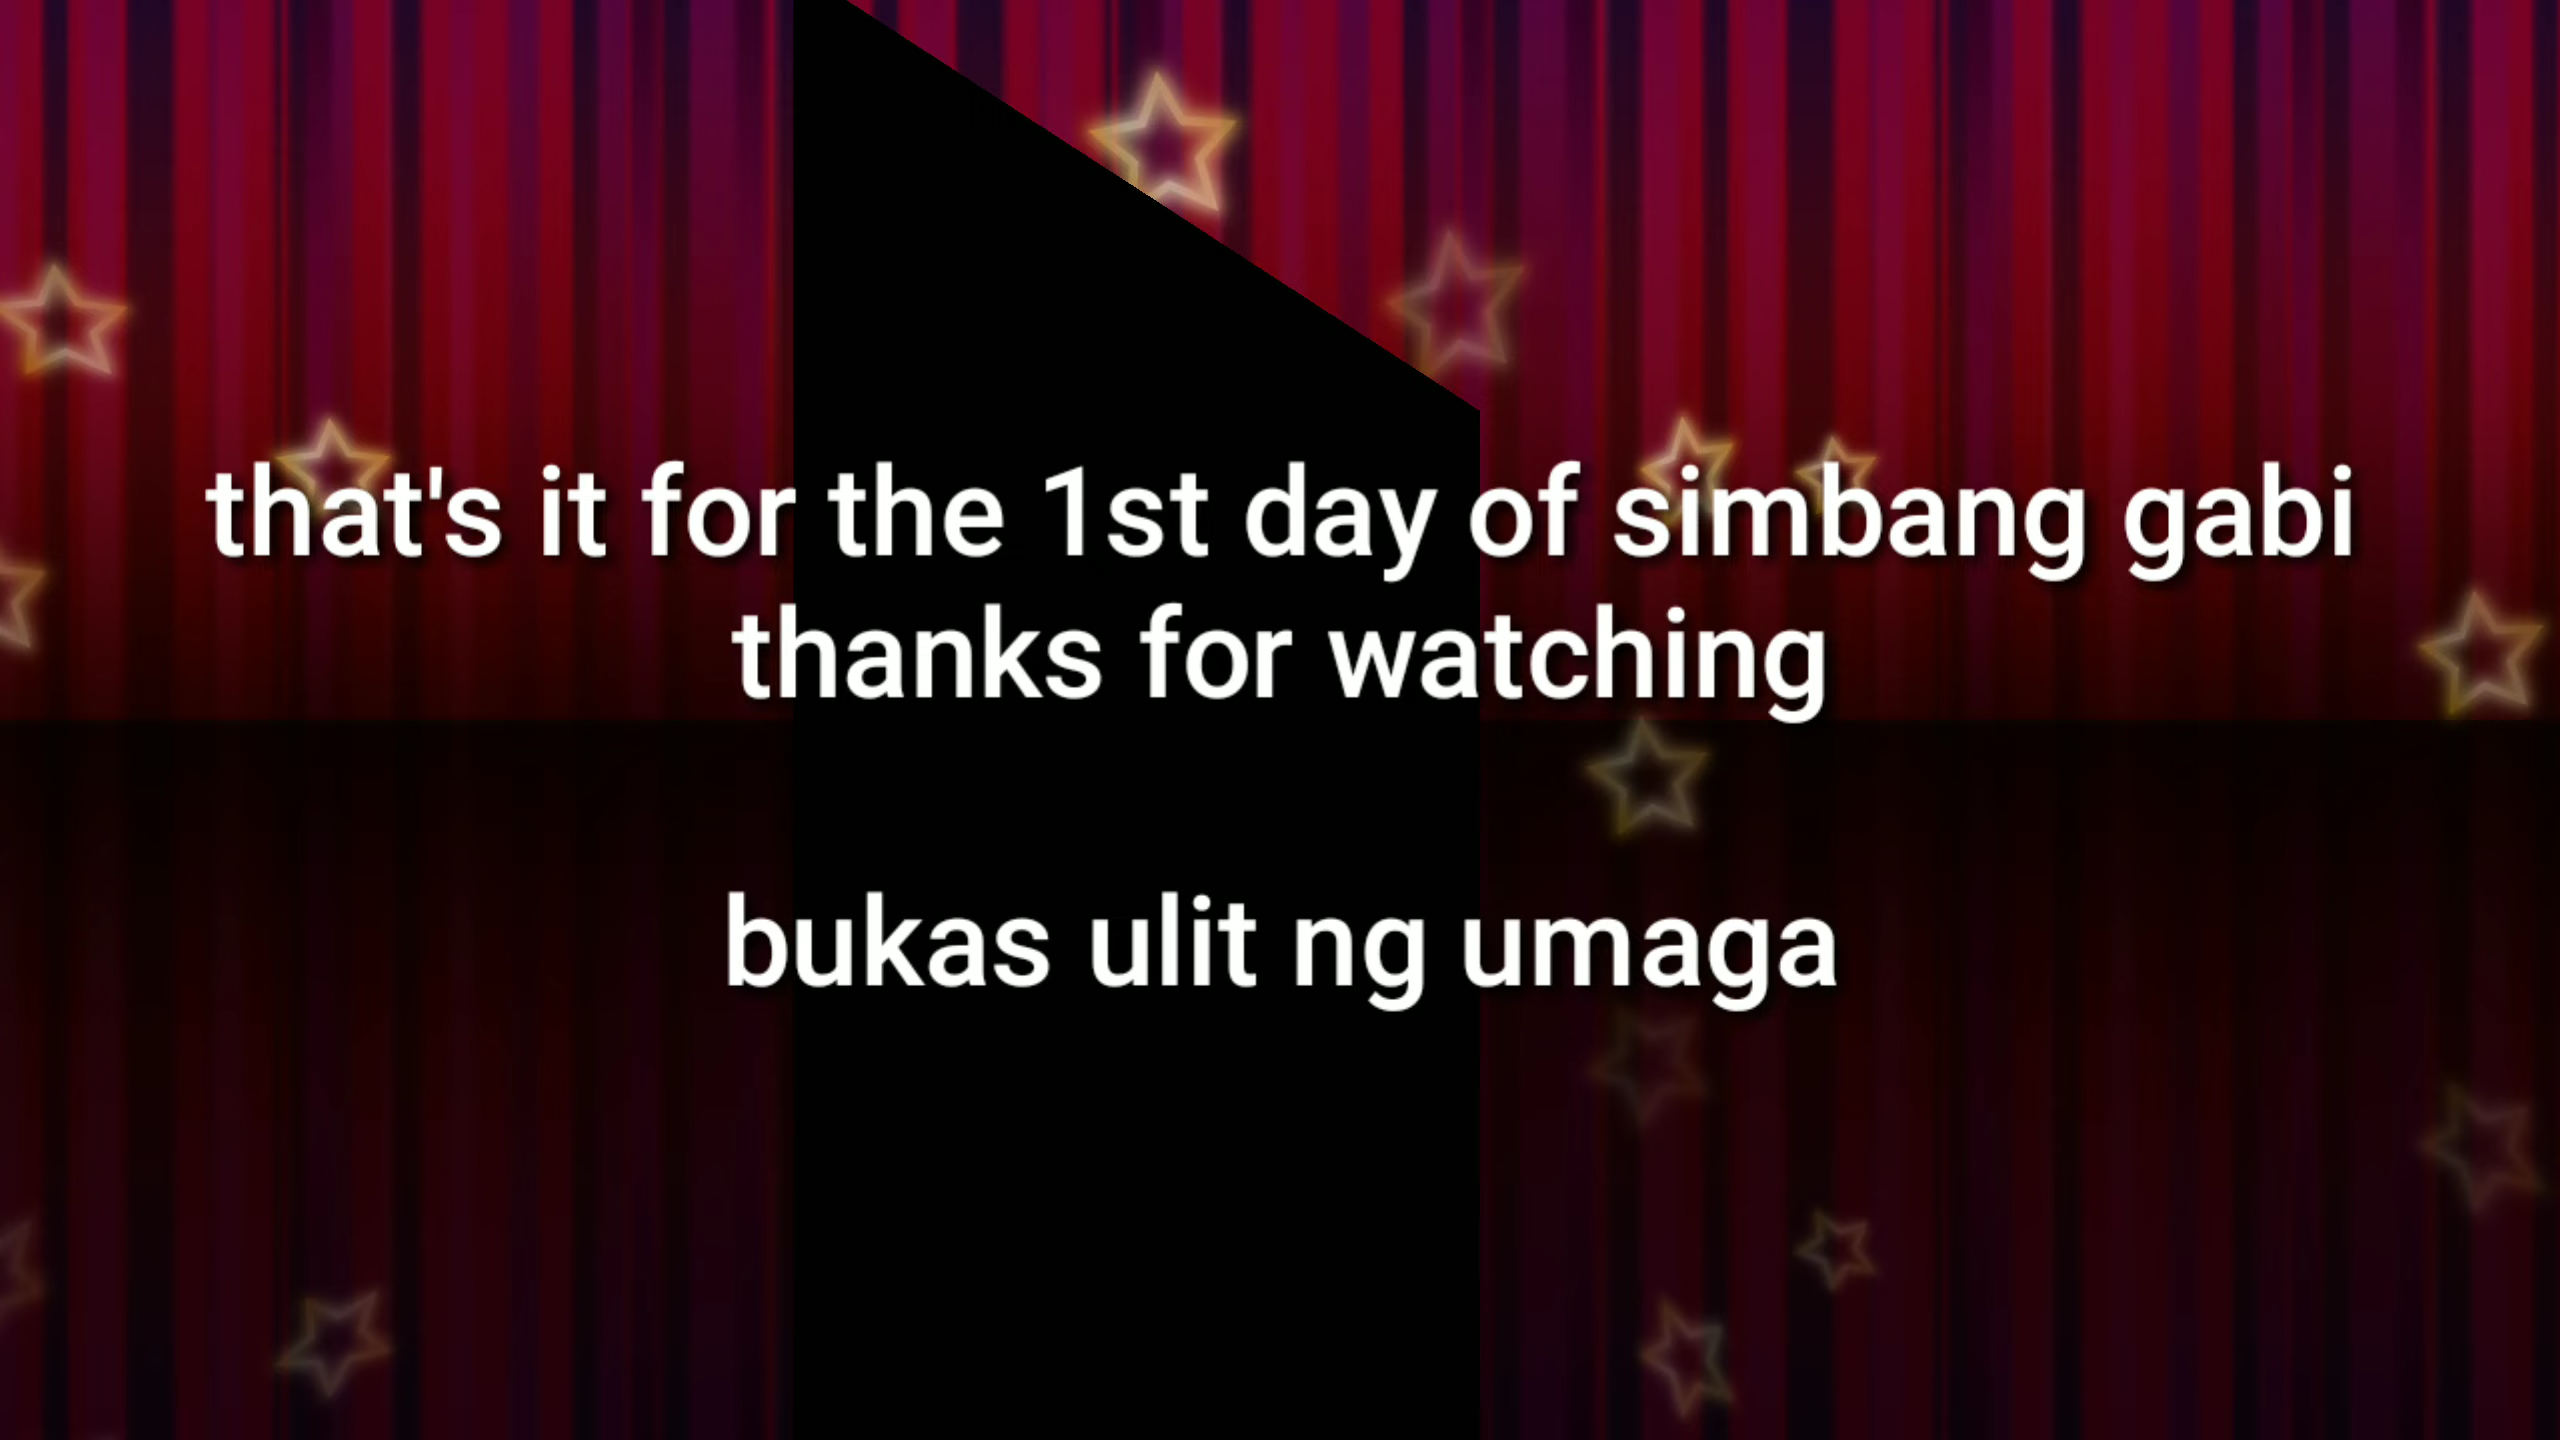 that's it for the 1st day of simbang gabi
thanks for watching
bukas ulit ng umaga